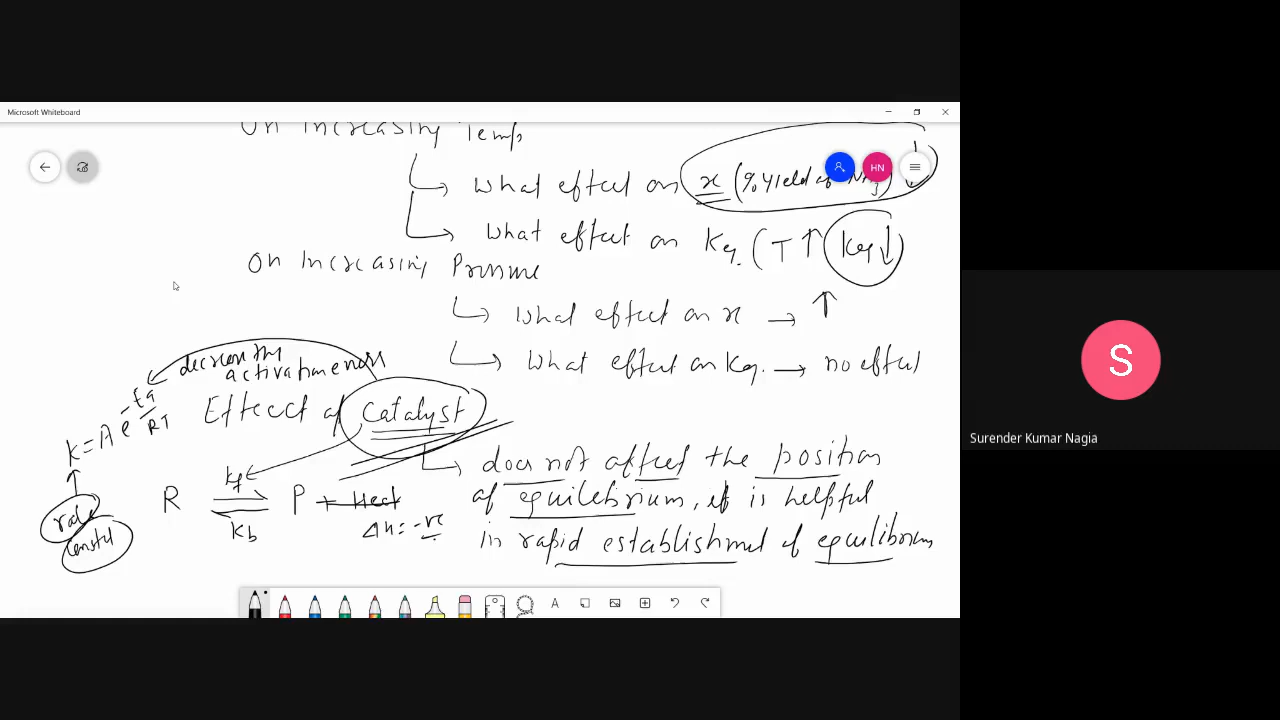 Microsoft Whiteboard
On increasing Temp
What effect on x (% yield of NH3) ↓
HN
What effect on Keq. (T ↑ Keq ↓)
On increasing Pressure
What effect on x → ↑
What effect on Keq. → no effect
decrease the
activation energy
k = A e^-Ea/RT
Effect of Catalyst
does not affect the position
of equilibrium, it is helpful
in rapid establishment of equilibrium
kf
R ⇌ P + Heat
kb
ΔH = -ve
rate
constant
S
Surender Kumar Nagia